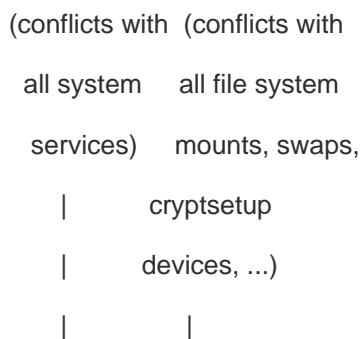 (conflicts with (conflicts with
all system all file system
services) mounts, swaps,
| cryptsetup
| devices, ...)
| |